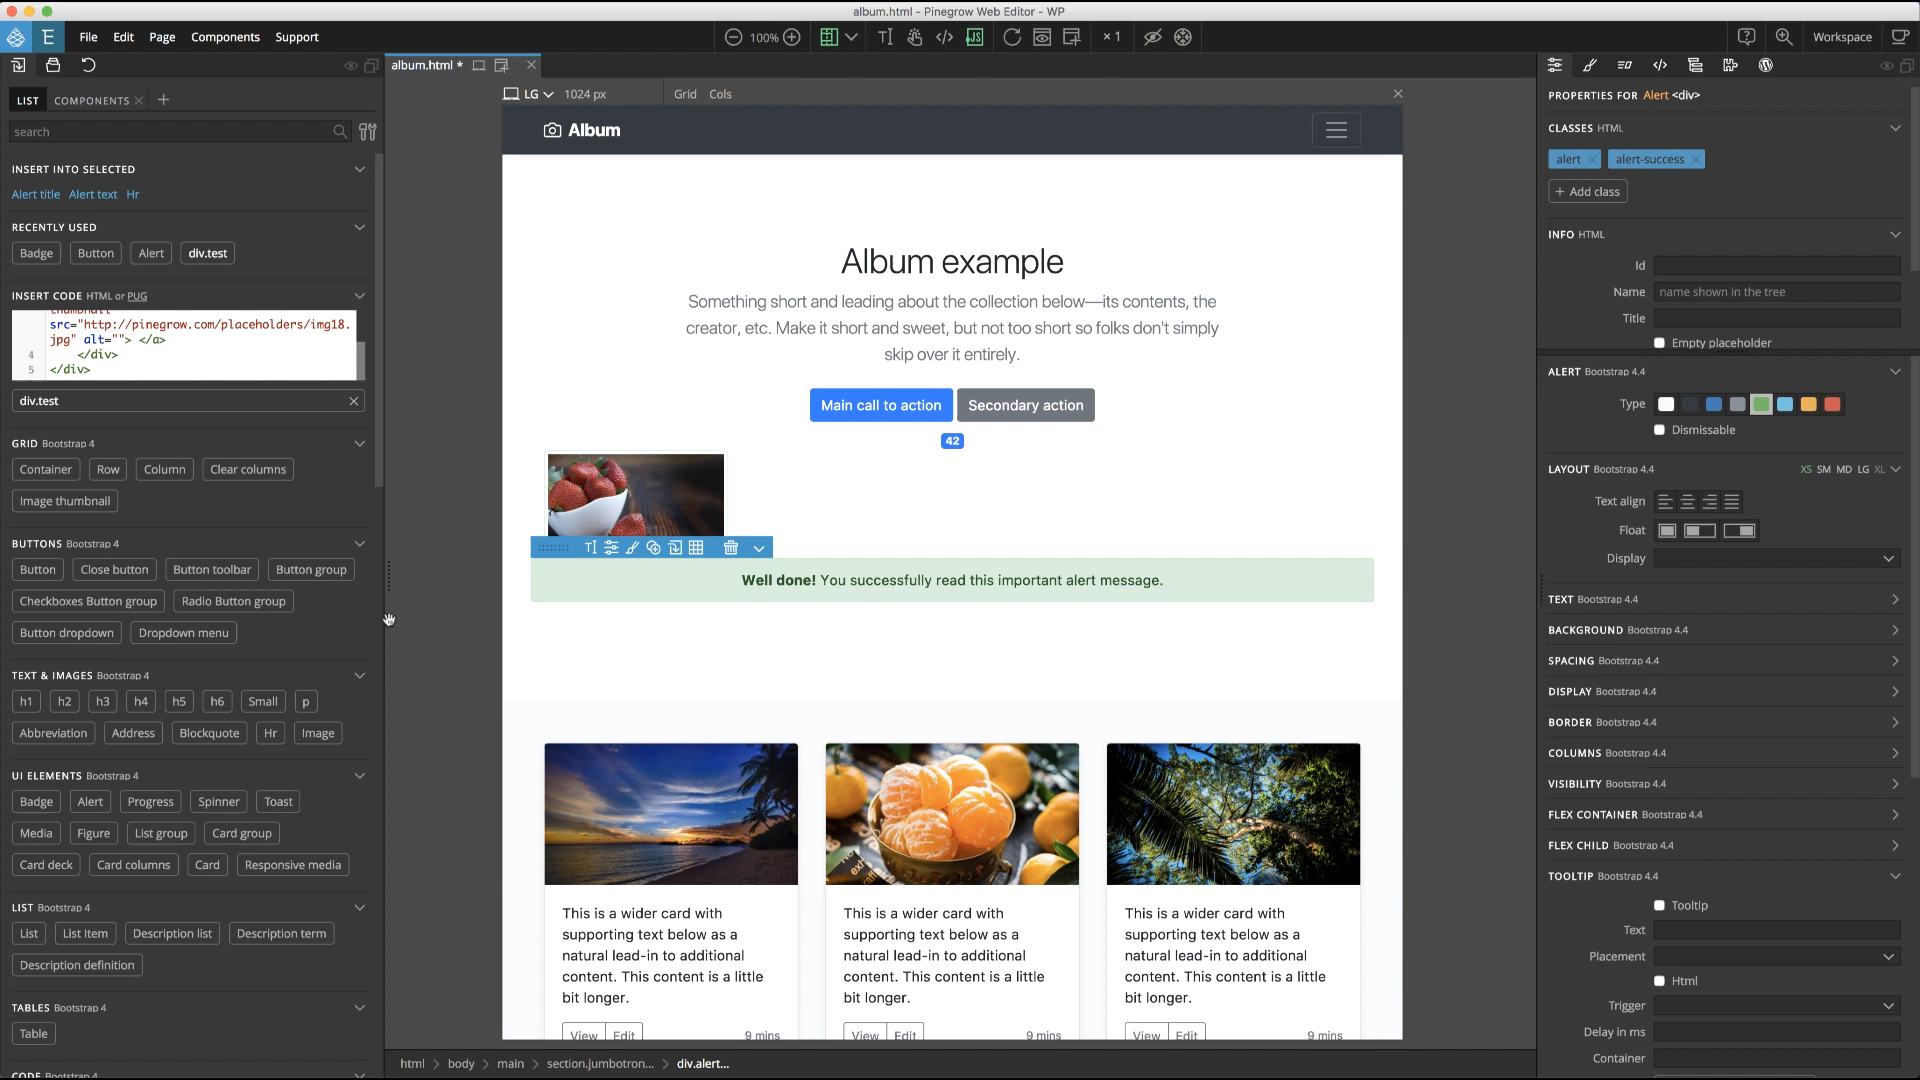 album.html - Pinegrow Web Editor - WP
E File Edit Page Components Support
100% JS × 1
Workspace
album.html *
LIST COMPONENTS
search
INSERT INTO SELECTED
Alert title Alert text Hr
RECENTLY USED
Badge Button Alert div.test
INSERT CODE HTML or PUG
src="http://pinegrow.com/placeholders/img18.
jpg" alt=""> </a>
4 </div>
5 </div>
div.test
GRID Bootstrap 4
Container Row Column Clear columns
Image thumbnail
BUTTONS Bootstrap 4
Button Close button Button toolbar Button group
Checkboxes Button group Radio Button group
Button dropdown Dropdown menu
TEXT & IMAGES Bootstrap 4
h1 h2 h3 h4 h5 h6 Small p
Abbreviation Address Blockquote Hr Image
UI ELEMENTS Bootstrap 4
Badge Alert Progress Spinner Toast
Media Figure List group Card group
Card deck Card columns Card Responsive media
LIST Bootstrap 4
List List Item Description list Description term
Description definition
TABLES Bootstrap 4
Table
CODE Bootstrap 4
LG 1024 px Grid Cols
Album
Album example
Something short and leading about the collection below—its contents, the
creator, etc. Make it short and sweet, but not too short so folks don't simply
skip over it entirely.
Main call to action Secondary action
42
Well done! You successfully read this important alert message.
This is a wider card with
supporting text below as a
natural lead-in to additional
content. This content is a little
bit longer.
View Edit 9 mins
This is a wider card with
supporting text below as a
natural lead-in to additional
content. This content is a little
bit longer.
View Edit 9 mins
This is a wider card with
supporting text below as a
natural lead-in to additional
content. This content is a little
bit longer.
View Edit 9 mins
html body main section.jumbotron... div.alert...
PROPERTIES FOR Alert <div>
CLASSES HTML
alert alert-success
+ Add class
INFO HTML
Id
Name name shown in the tree
Title
Empty placeholder
ALERT Bootstrap 4.4
Type
Dismissable
LAYOUT Bootstrap 4.4 XS SM MD LG XL
Text align
Float
Display
TEXT Bootstrap 4.4
BACKGROUND Bootstrap 4.4
SPACING Bootstrap 4.4
DISPLAY Bootstrap 4.4
BORDER Bootstrap 4.4
COLUMNS Bootstrap 4.4
VISIBILITY Bootstrap 4.4
FLEX CONTAINER Bootstrap 4.4
FLEX CHILD Bootstrap 4.4
TOOLTIP Bootstrap 4.4
Tooltip
Text
Placement
Html
Trigger
Delay in ms
Container